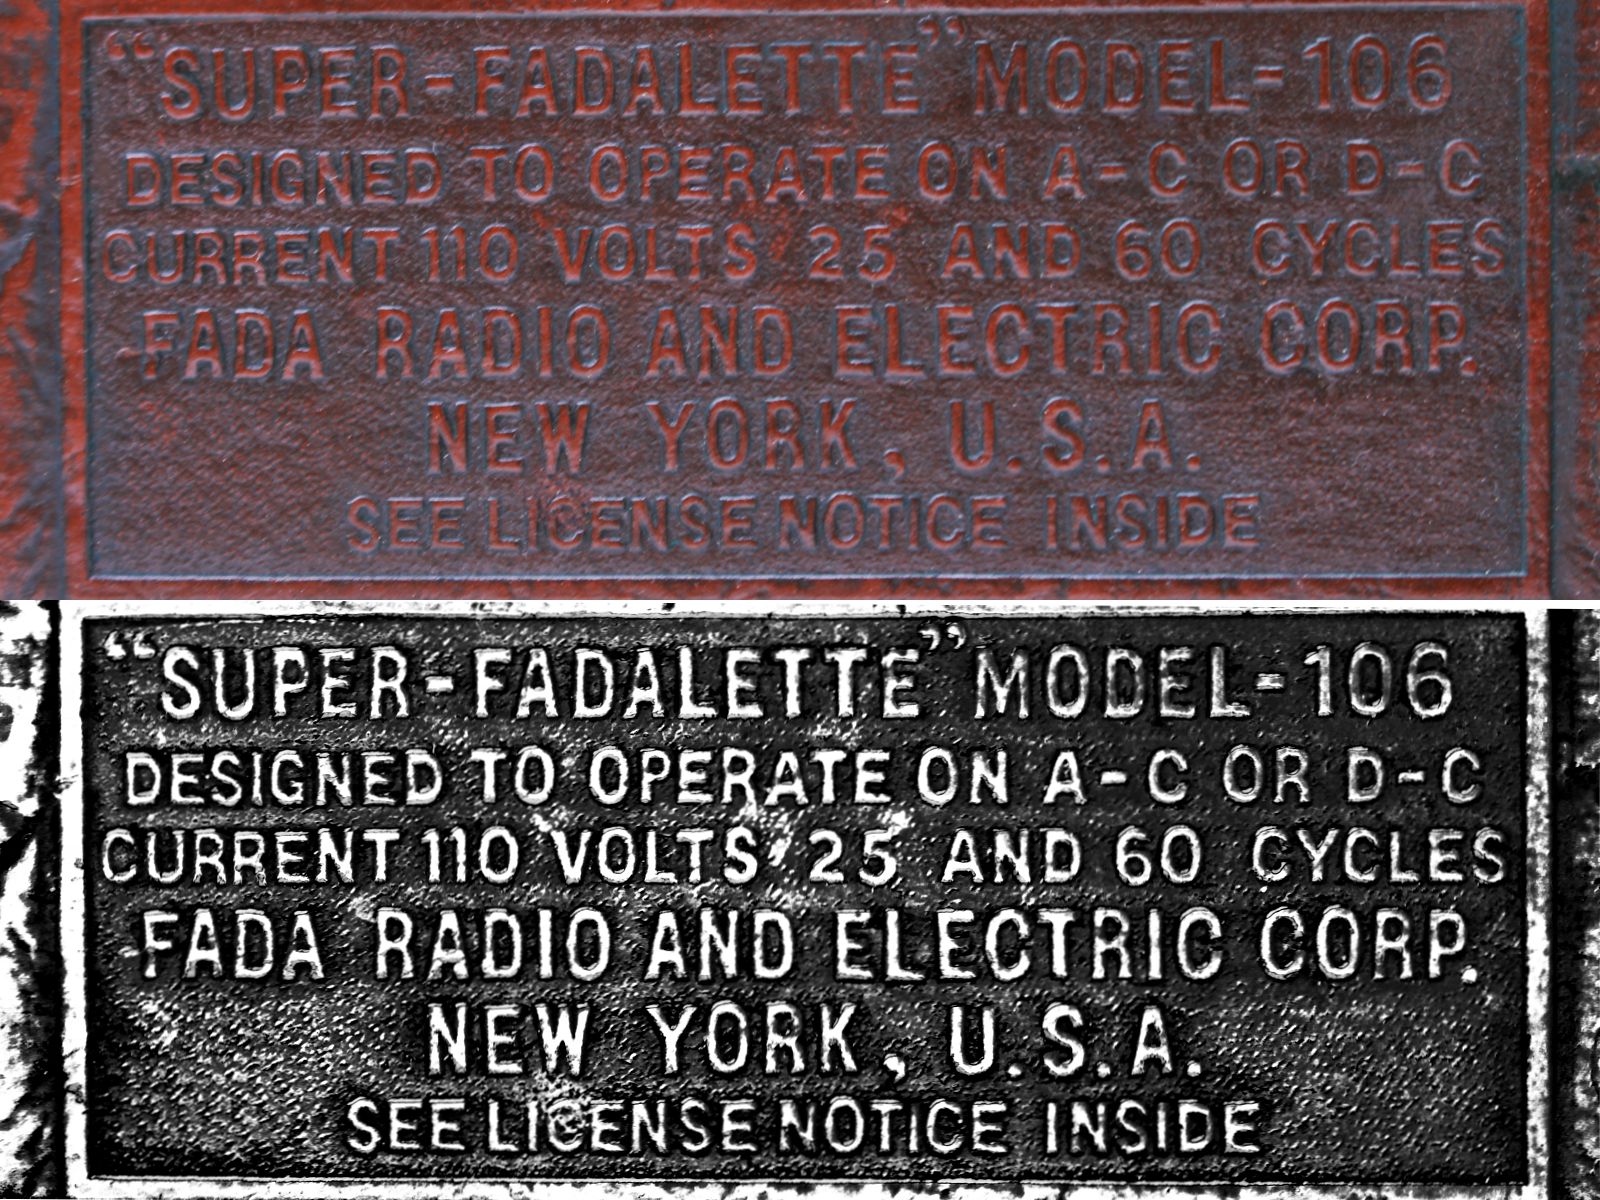 “SUPER-FADALETTE” MODEL-106
DESIGNED TO OPERATE ON A-C OR D-C
CURRENT 110 VOLTS 25 AND 60 CYCLES
FADA RADIO AND ELECTRIC CORP.
NEW YORK, U.S.A.
SEE LICENSE NOTICE INSIDE
“SUPER-FADALETTE” MODEL-106
DESIGNED TO OPERATE ON A-C OR D-C
CURRENT 110 VOLTS 25 AND 60 CYCLES
FADA RADIO AND ELECTRIC CORP.
NEW YORK, U.S.A.
SEE LICENSE NOTICE INSIDE